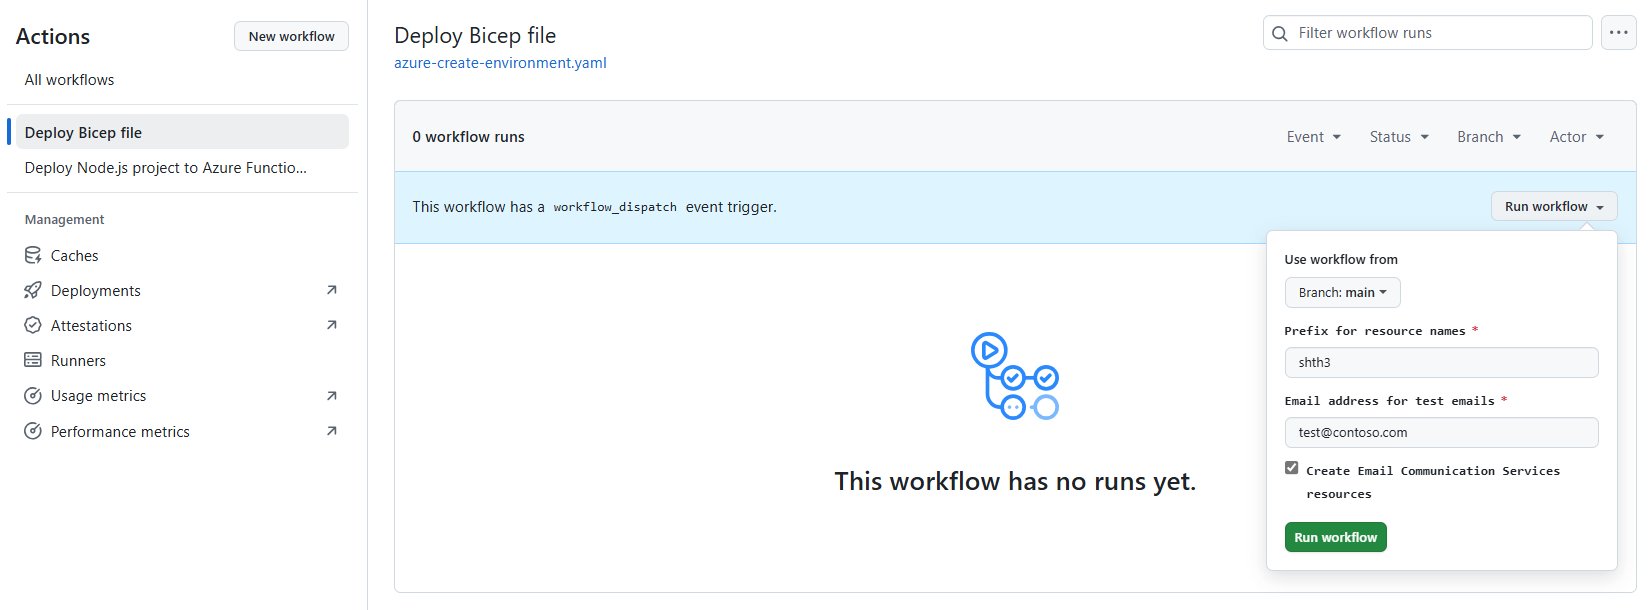 Actions
New workflow
All workflows
Deploy Bicep file
Deploy Node.js project to Azure Functio...
Management
Caches
Deployments
Attestations
Runners
Usage metrics
Performance metrics
Deploy Bicep file
azure-create-environment.yaml
Filter workflow runs
0 workflow runs
Event
Status
Branch
Actor
This workflow has a workflow_dispatch event trigger.
Run workflow
Use workflow from
Branch: main
Prefix for resource names *
shth3
Email address for test emails *
test@contoso.com
Create Email Communication Services
resources
Run workflow
This workflow has no runs yet.